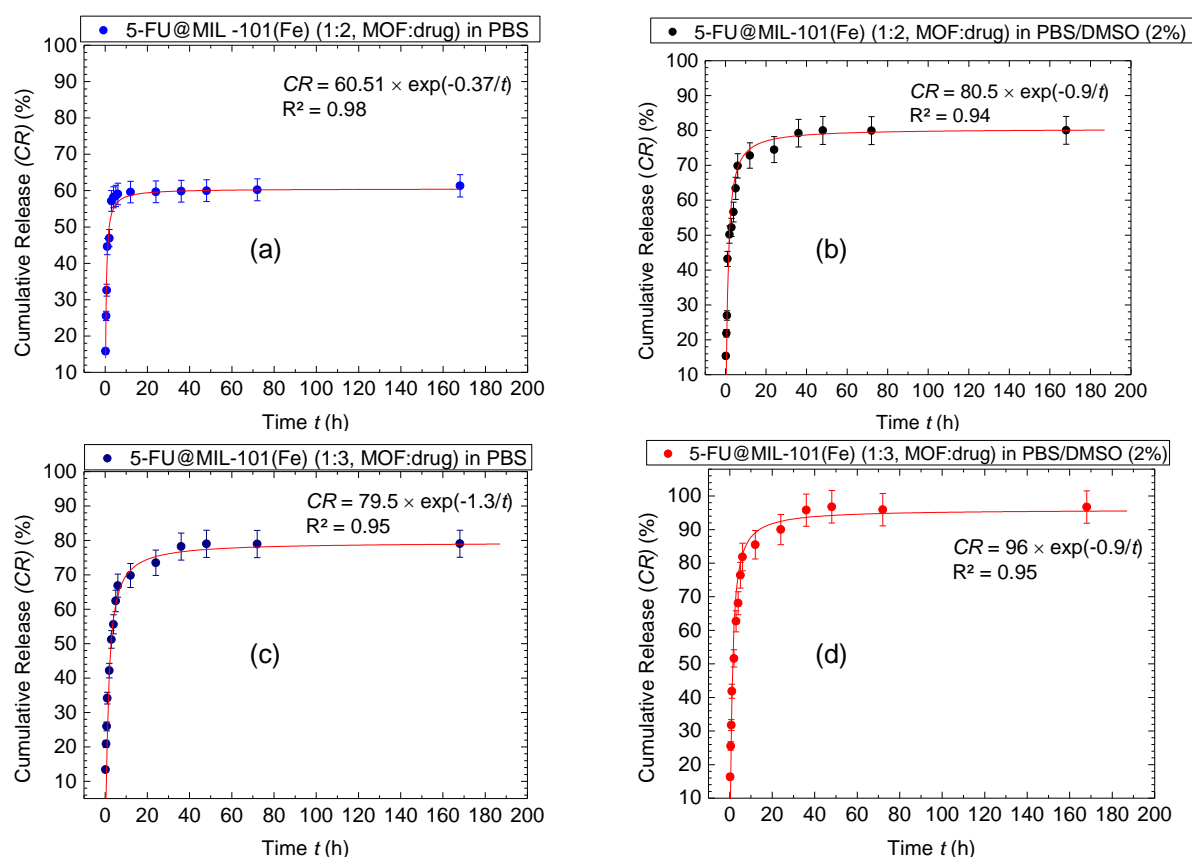 5-FU@MIL -101(Fe) (1:2, MOF:drug) in PBS
CR = 60.51 × exp(-0.37/t)
R² = 0.98
(a)
Cumulative Release (CR) (%)
100
90
80
70
60
50
40
30
20
10
0 20 40 60 80 100 120 140 160 180 200
Time t (h)
5-FU@MIL-101(Fe) (1:2, MOF:drug) in PBS/DMSO (2%)
CR = 80.5 × exp(-0.9/t)
R² = 0.94
(b)
Cumulative Release (CR) (%)
100
90
80
70
60
50
40
30
20
10
0 20 40 60 80 100 120 140 160 180 200
Time t (h)
5-FU@MIL-101(Fe) (1:3, MOF:drug) in PBS
CR = 79.5 × exp(-1.3/t)
R² = 0.95
(c)
Cumulative Release (CR) (%)
100
90
80
70
60
50
40
30
20
10
0 20 40 60 80 100 120 140 160 180 200
Time t (h)
5-FU@MIL-101(Fe) (1:3, MOF:drug) in PBS/DMSO (2%)
CR = 96 × exp(-0.9/t)
R² = 0.95
(d)
Cumulative Release (CR) (%)
100
90
80
70
60
50
40
30
20
10
0 20 40 60 80 100 120 140 160 180 200
Time t (h)